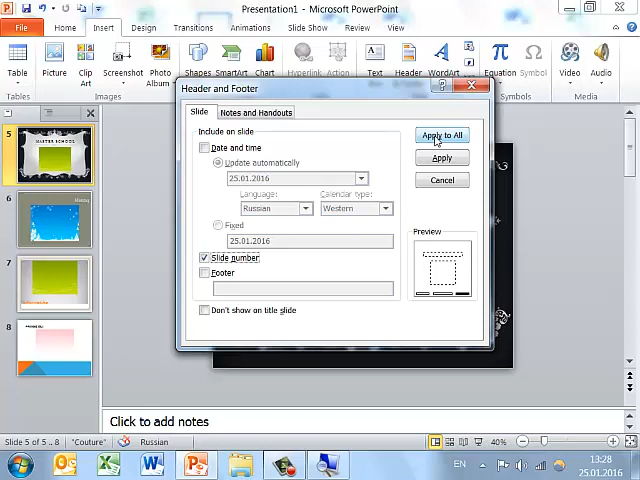 Presentation1 - Microsoft PowerPoint
File Home Insert Design Transitions Animations Slide Show Review View
Table Picture Clip Art Screenshot Photo Album Shapes SmartArt Chart Hyperlink Action Text Header WordArt Equation Symbol Video Audio
Tables Images Symbols Media
Header and Footer
Slide Notes and Handouts
Include on slide
Date and time
Update automatically
25.01.2016
Language: Calendar type:
Russian Western
Fixed
25.01.2016
Slide number
Footer
Don't show on title slide
Apply to All
Apply
Cancel
Preview
5
MASTER SCHOOL
6
7
8
Click to add notes
Slide 5 of 5 .. 8 "Couture" Russian 40%
EN 13:28
25.01.2016